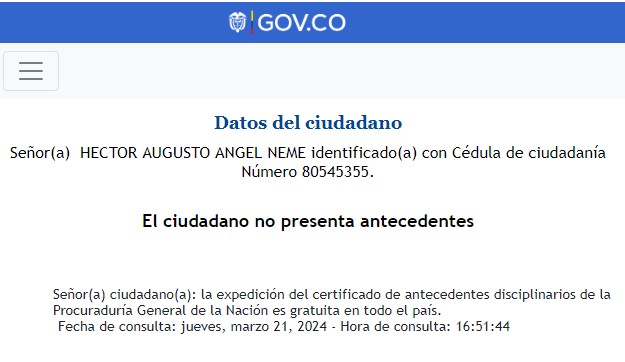 GOV.CO
Datos del ciudadano
Señor(a) HECTOR AUGUSTO ANGEL NEME identificado(a) con Cédula de ciudadanía
Número 80545355.
El ciudadano no presenta antecedentes
Señor(a) ciudadano(a): la expedición del certificado de antecedentes disciplinarios de la
Procuraduría General de la Nación es gratuita en todo el país.
Fecha de consulta: jueves, marzo 21, 2024 - Hora de consulta: 16:51:44